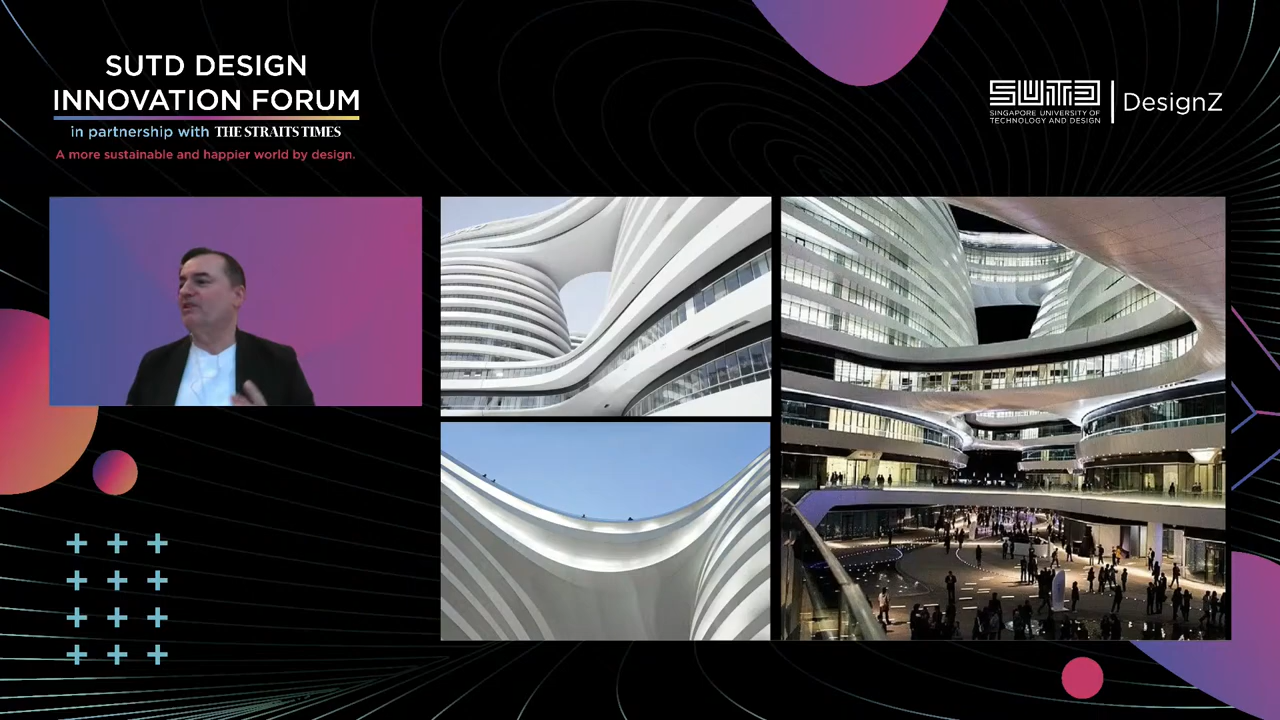 SUTD DESIGN
INNOVATION FORUM
in partnership with THE STRAITS TIMES
A more sustainable and happier world by design.
SUTD
SINGAPORE UNIVERSITY OF
TECHNOLOGY AND DESIGN
DesignZ